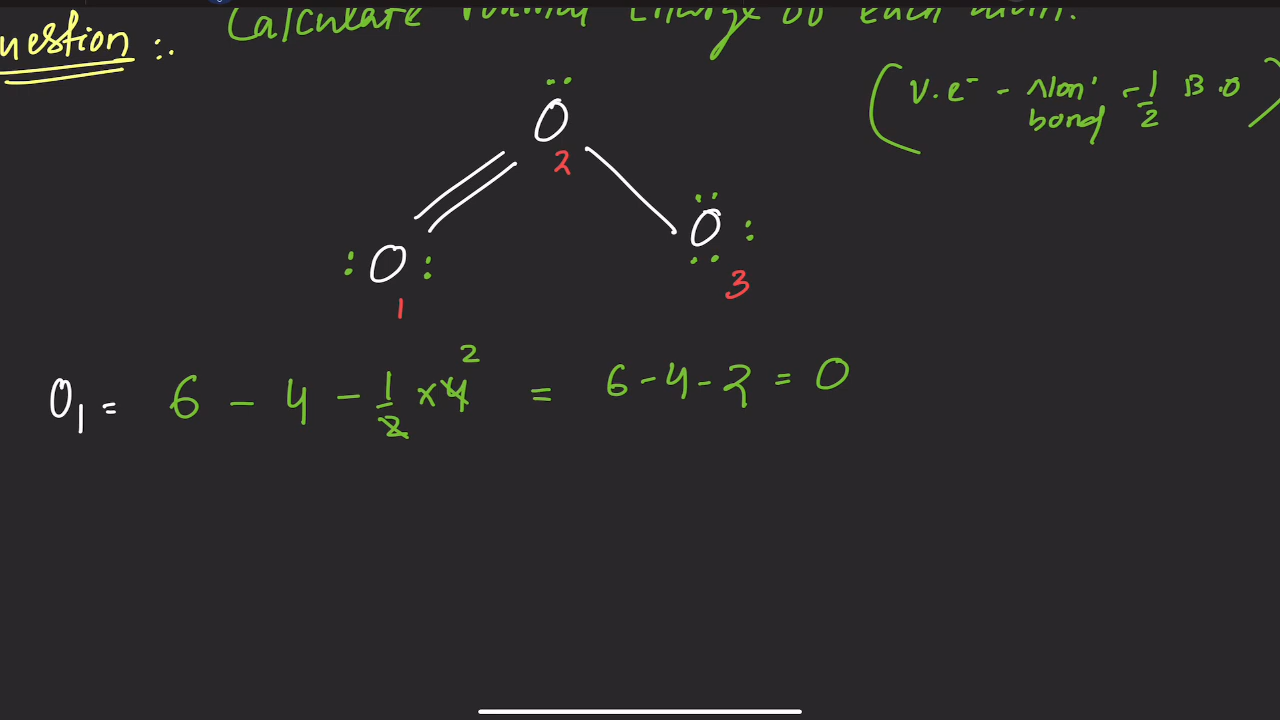 Calculate Formal Charge of each atom.
Question :.
(V.e⁻ - Non' bond - 1/2 B.O)
O
2
O
3
O
1
O₁ = 6 - 4 - 1/2 × 4 2 = 6 - 4 - 2 = 0